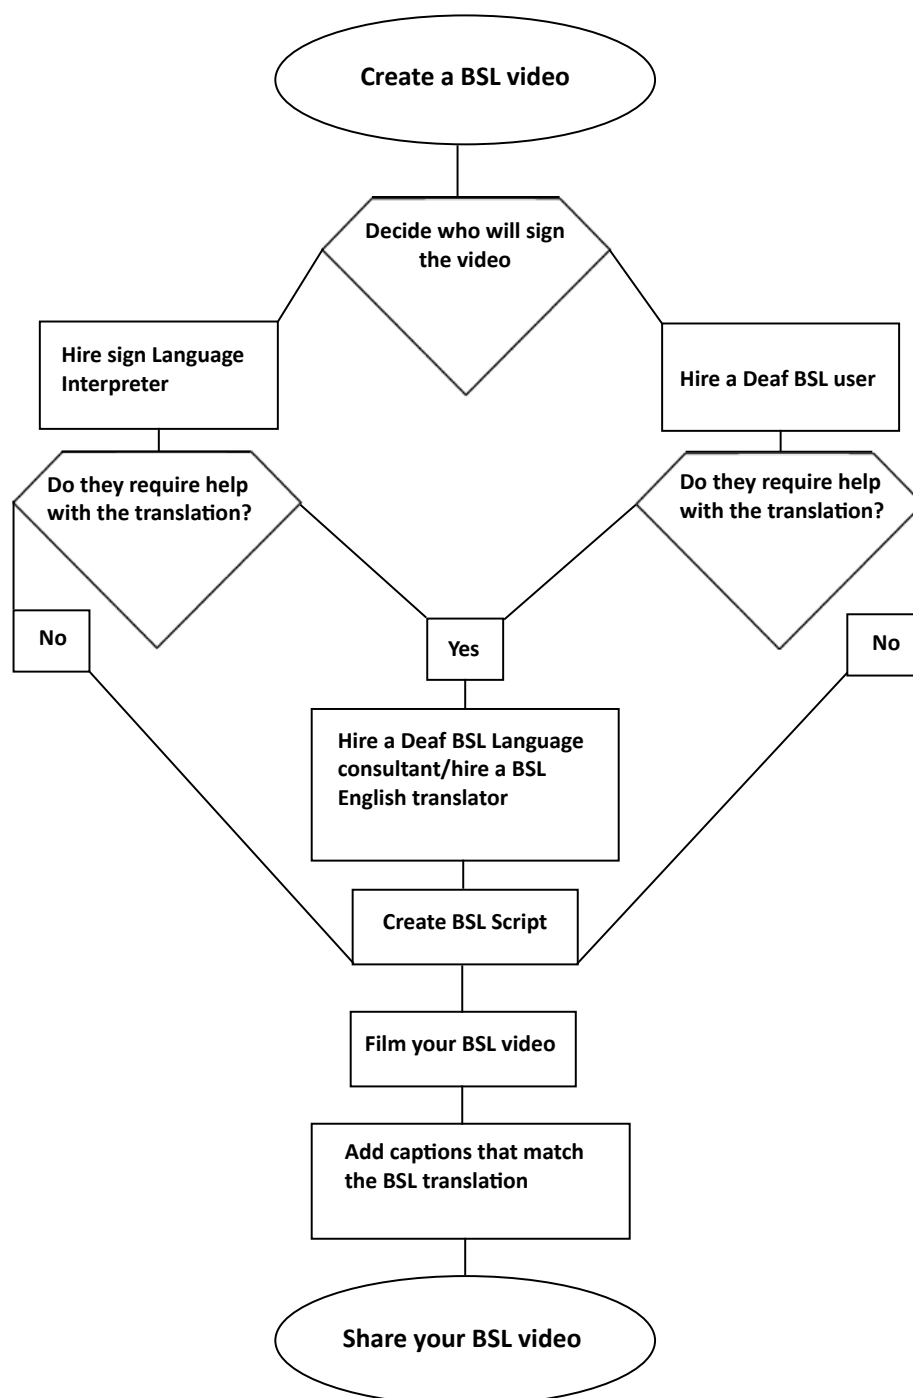 Create a BSL video
Decide who will sign
the video
Hire sign Language
Interpreter
Hire a Deaf BSL user
Do they require help
with the translation?
Do they require help
with the translation?
No
Yes
No
Hire a Deaf BSL Language
consultant/hire a BSL
English translator
Create BSL Script
Film your BSL video
Add captions that match
the BSL translation
Share your BSL video